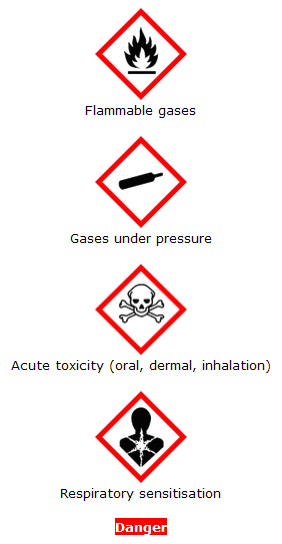 Flammable gases
Gases under pressure
Acute toxicity (oral, dermal, inhalation)
Respiratory sensitisation
Danger